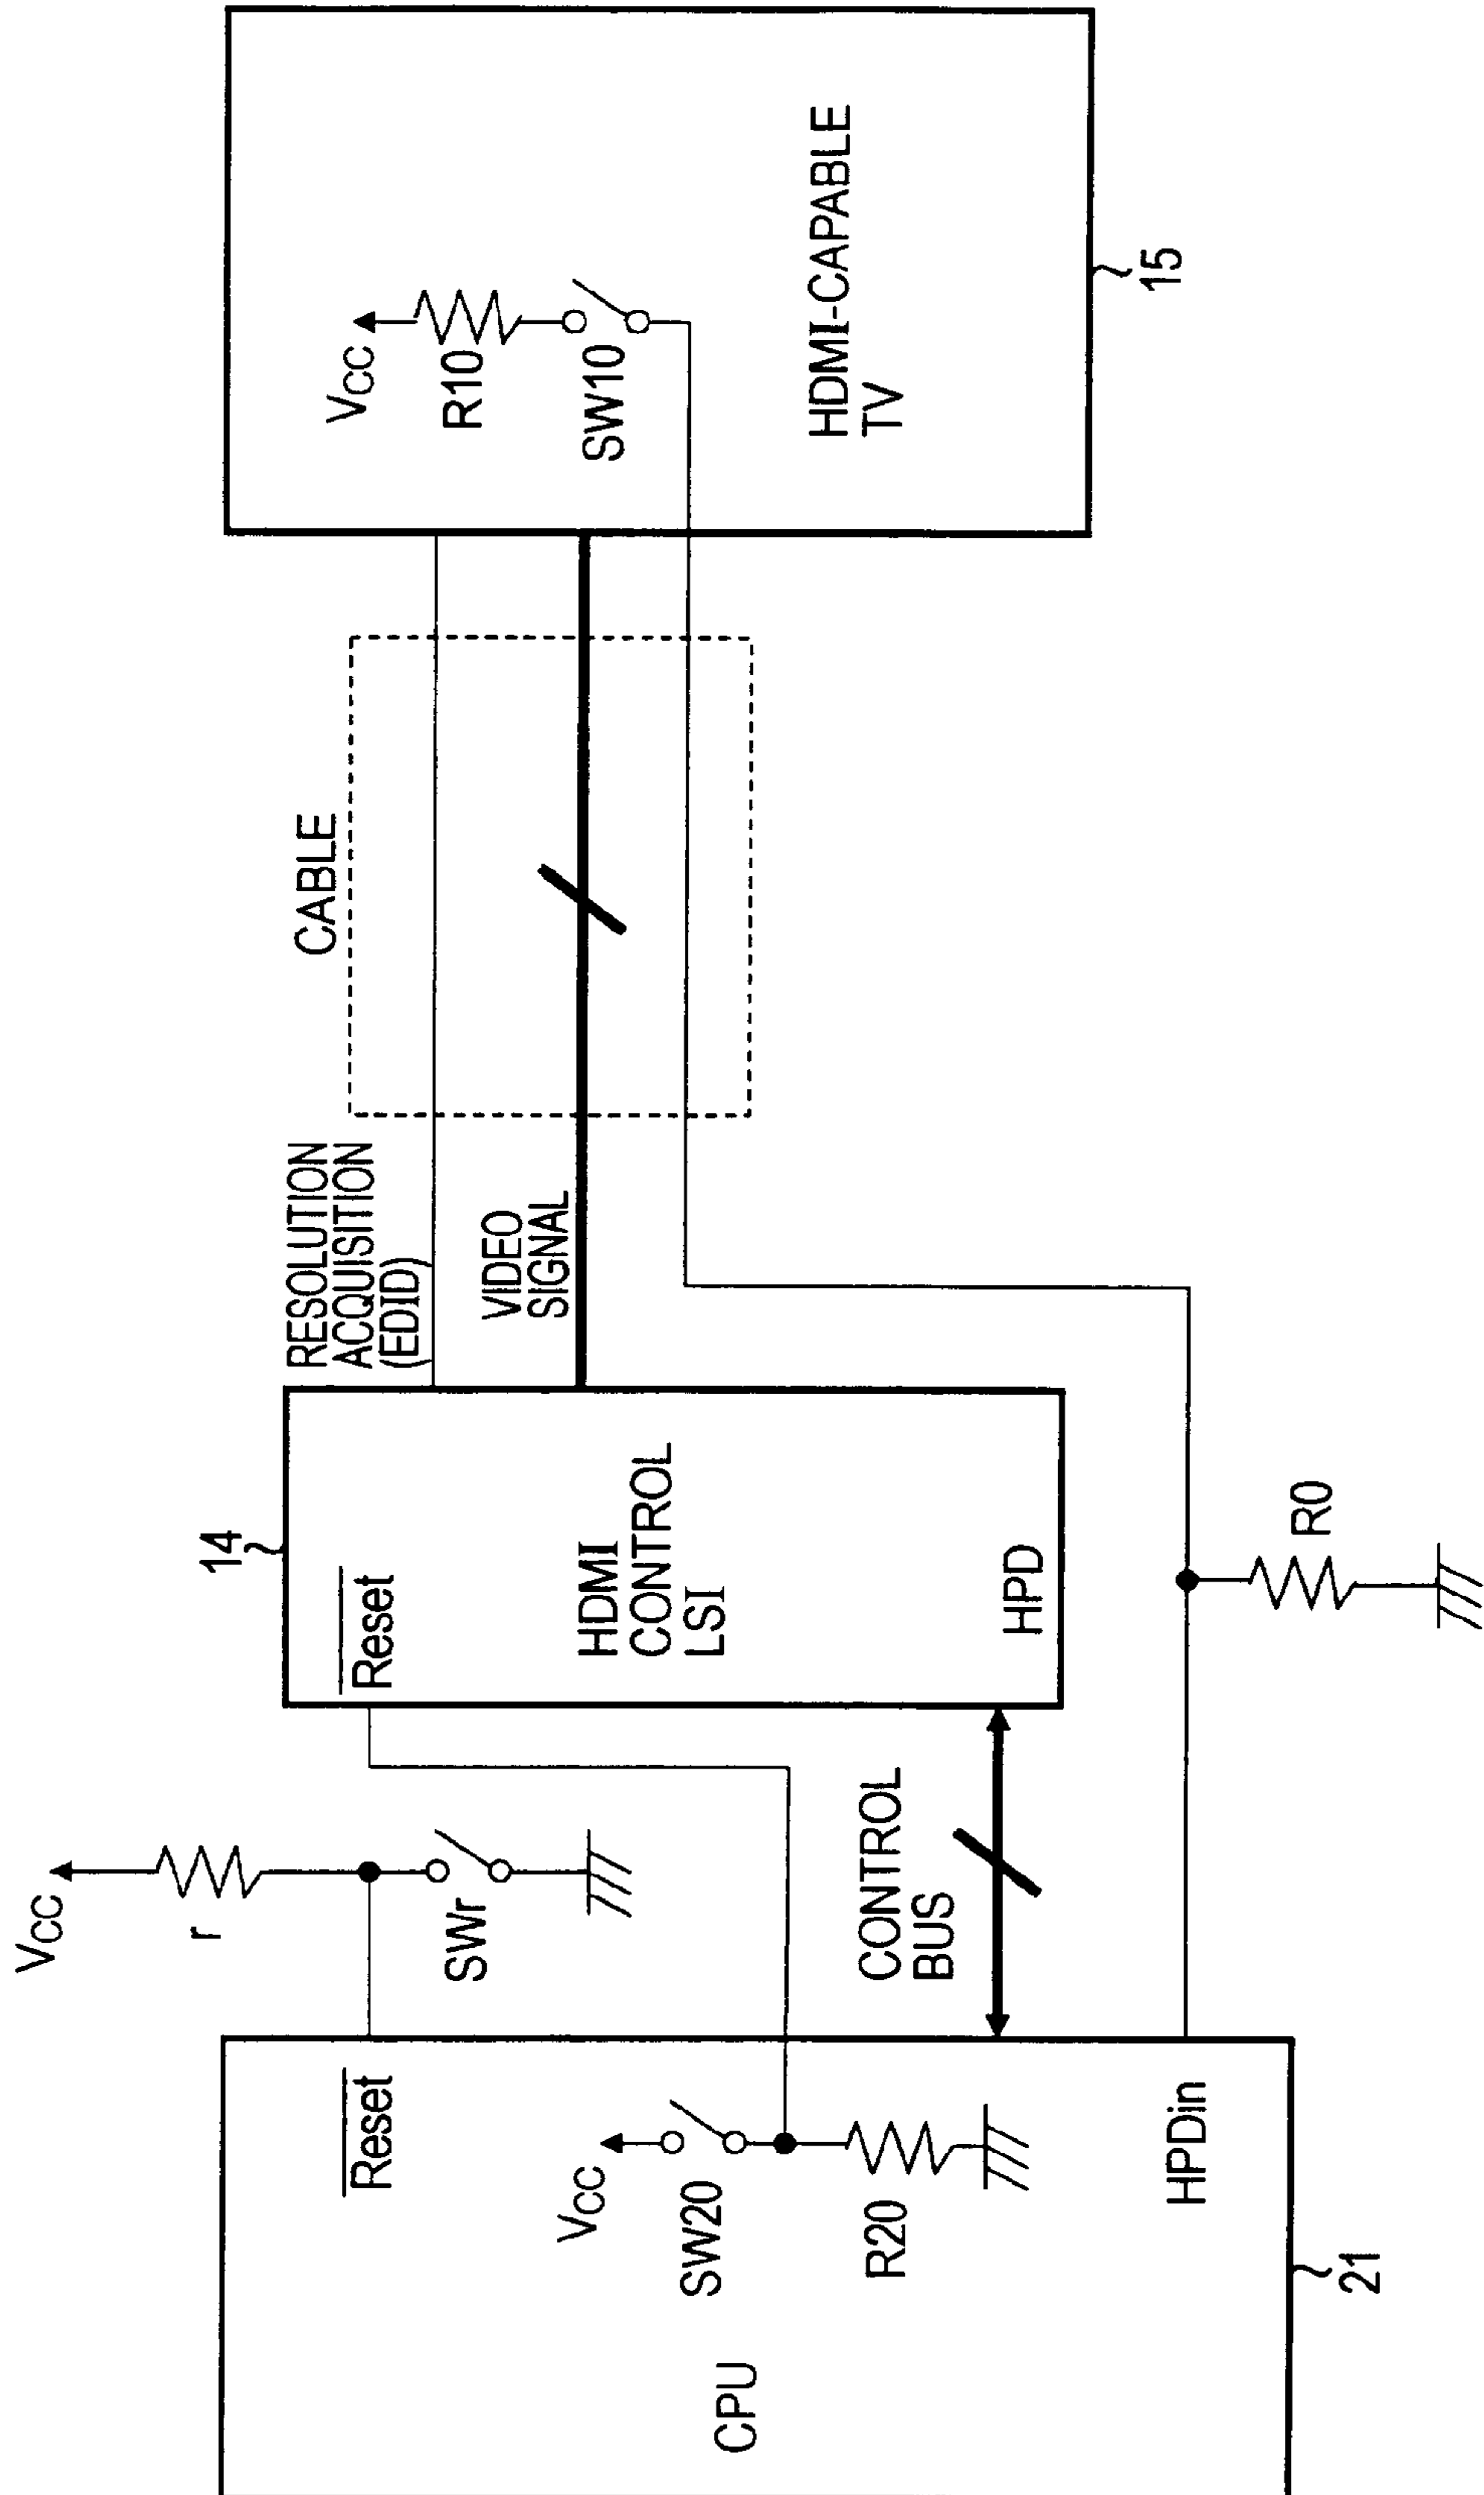 VCC
r
SWr
Reset
VCC
SW20
R20
CPU
HPDin
21
CONTROL
BUS
14
Reset
HDMI
CONTROL
LSI
HPD
R0
RESOLUTION
ACQUISITION
(EDID)
VIDEO
SIGNAL
CABLE
VCC
R10
SW10
HDMI-CAPABLE
TV
15